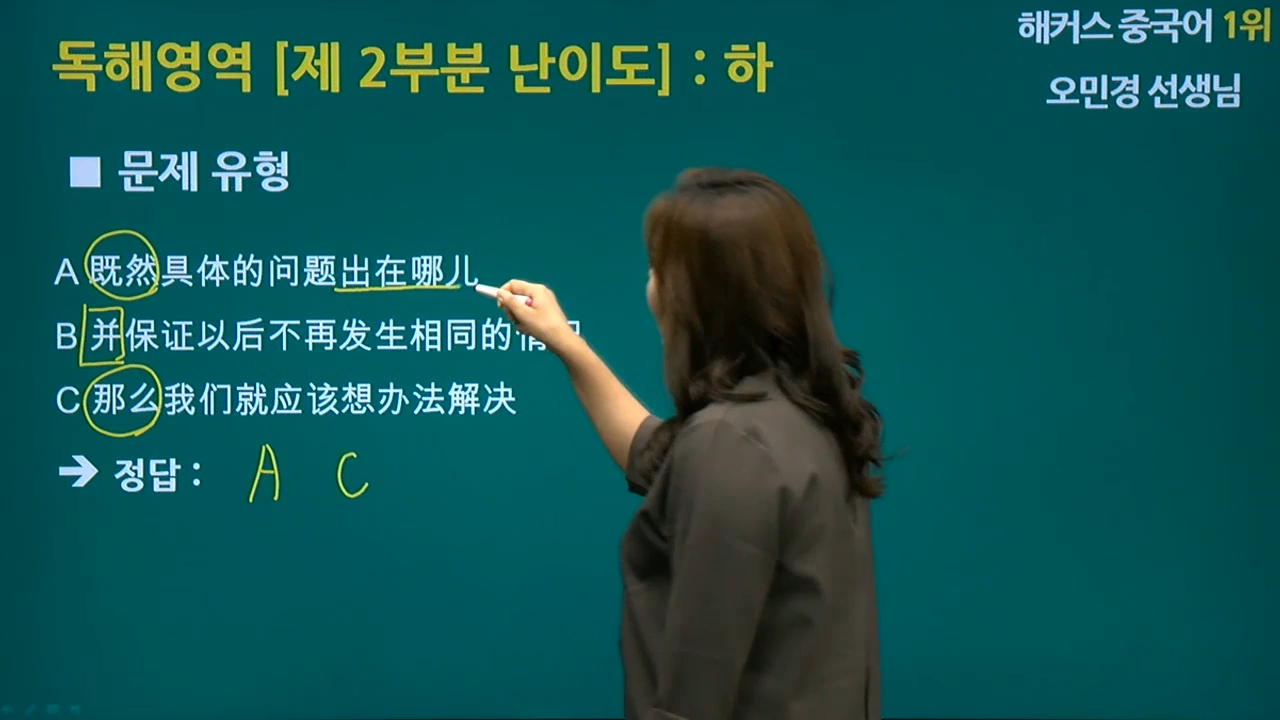 해커스 중국어 1위
오민경 선생님
독해영역 [제 2부분 난이도] : 하
■ 문제 유형
A 既然具体的问题出在哪儿
B 并保证以后不再发生相同的
C 那么我们就应该想办法解决
➔ 정답 : A C